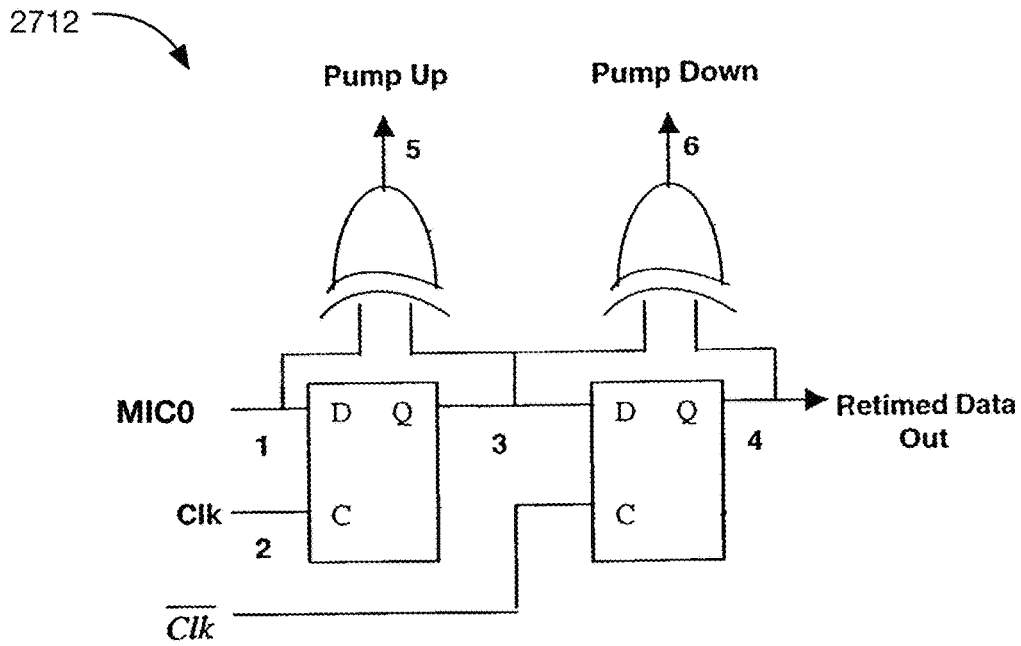 2712
Pump Up
Pump Down
5
6
MIC0
D Q
D Q
Retimed Data
Out
1
3
4
Clk
C
C
2
Clk